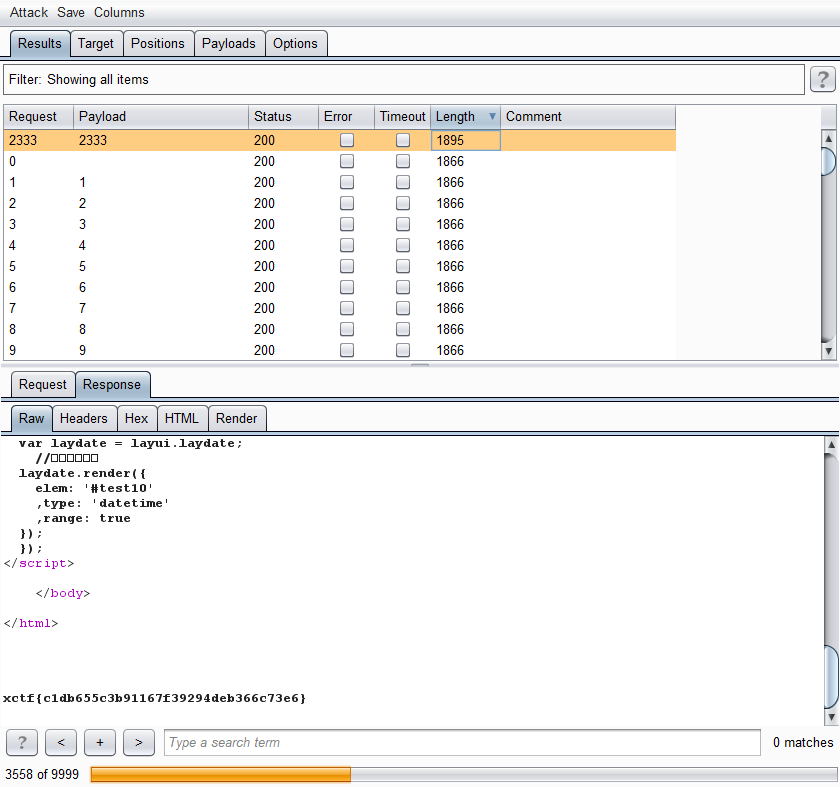 Attack Save Columns
Results Target Positions Payloads Options
Filter: Showing all items ?
Request Payload Status Error Timeout Length Comment
2333 2333 200 1895
0 200 1866
1 1 200 1866
2 2 200 1866
3 3 200 1866
4 4 200 1866
5 5 200 1866
6 6 200 1866
7 7 200 1866
8 8 200 1866
9 9 200 1866
Request Response
Raw Headers Hex HTML Render
var laydate = layui.laydate;
//□□□□□□
laydate.render({
elem: '#test10'
,type: 'datetime'
,range: true
});
});
</script>
</body>
</html>
xctf{c1db655c3b91167f39294deb366c73e6}
? < + > Type a search term 0 matches
3558 of 9999